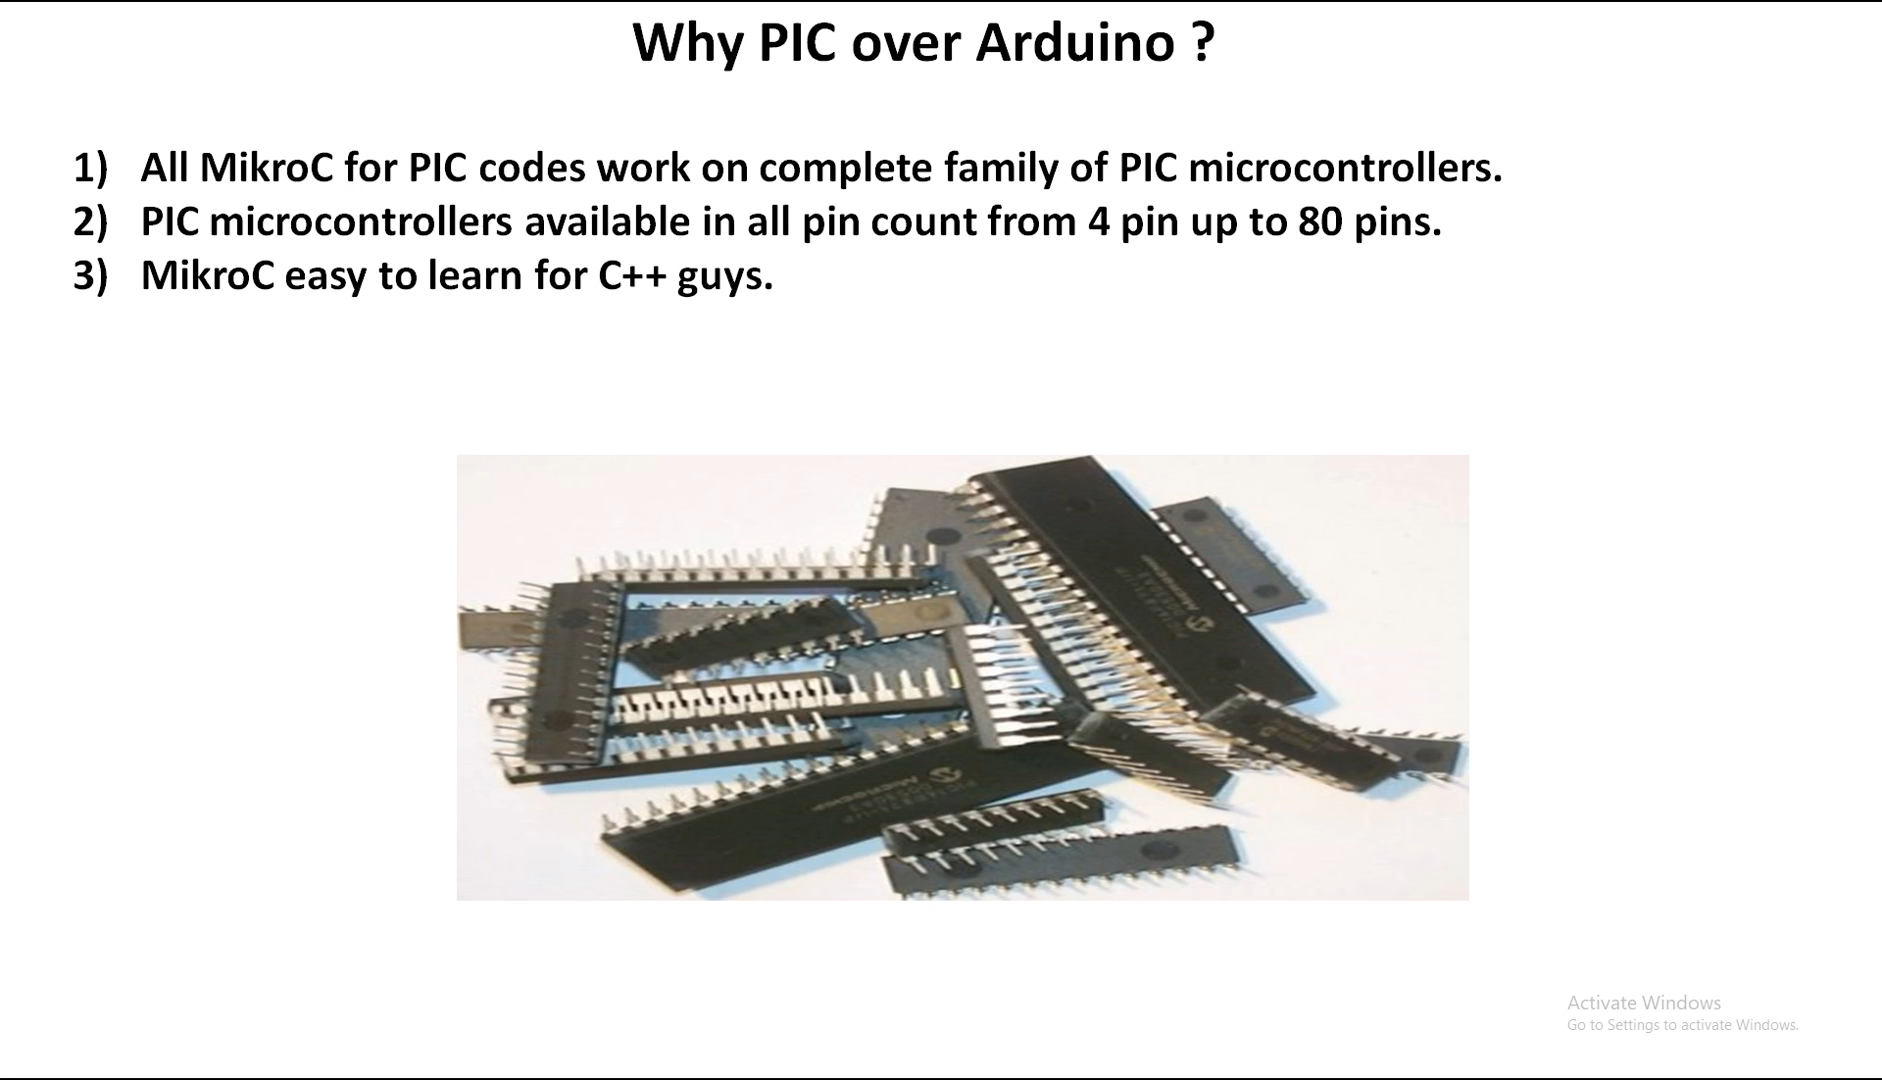 Why PIC over Arduino ?
1) All MikroC for PIC codes work on complete family of PIC microcontrollers.
2) PIC microcontrollers available in all pin count from 4 pin up to 80 pins.
3) MikroC easy to learn for C++ guys.
Activate Windows
Go to Settings to activate Windows.